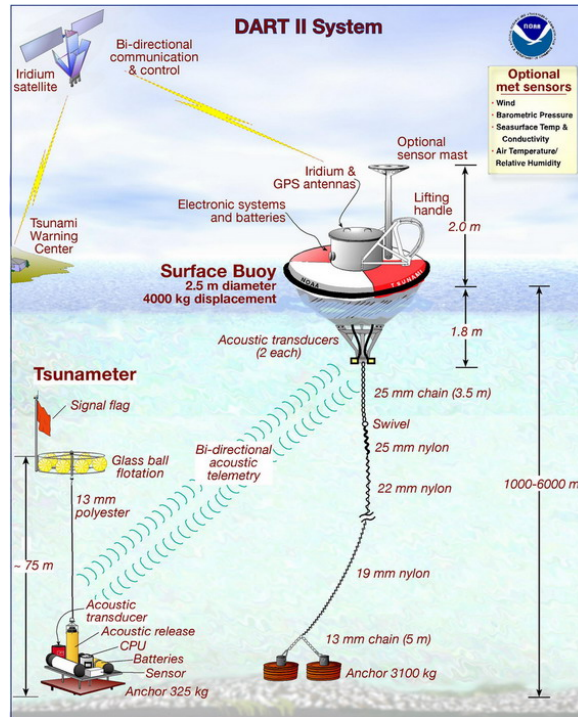 DART II System
NOAA
Bi-directional
communication
& control
Iridium
satellite
Optional
met sensors
• Wind
• Barometric Pressure
• Seasurface Temp &
Conductivity
• Air Temperature/
Relative Humidity
Optional
sensor mast
Iridium &
GPS antennas
Lifting
handle
Electronic systems
and batteries
2.0 m
Tsunami
Warning
Center
Surface Buoy
2.5 m diameter
4000 kg displacement
NOAA
TSUNAMI
1.8 m
Acoustic transducers
(2 each)
Tsunameter
Signal flag
25 mm chain (3.5 m)
Swivel
25 mm nylon
Glass ball
flotation
Bi-directional
acoustic
telemetry
22 mm nylon
1000-6000 m
13 mm
polyester
~ 75 m
19 mm nylon
Acoustic
transducer
Acoustic release
CPU
Batteries
Sensor
Anchor 325 kg
13 mm chain (5 m)
Anchor 3100 kg